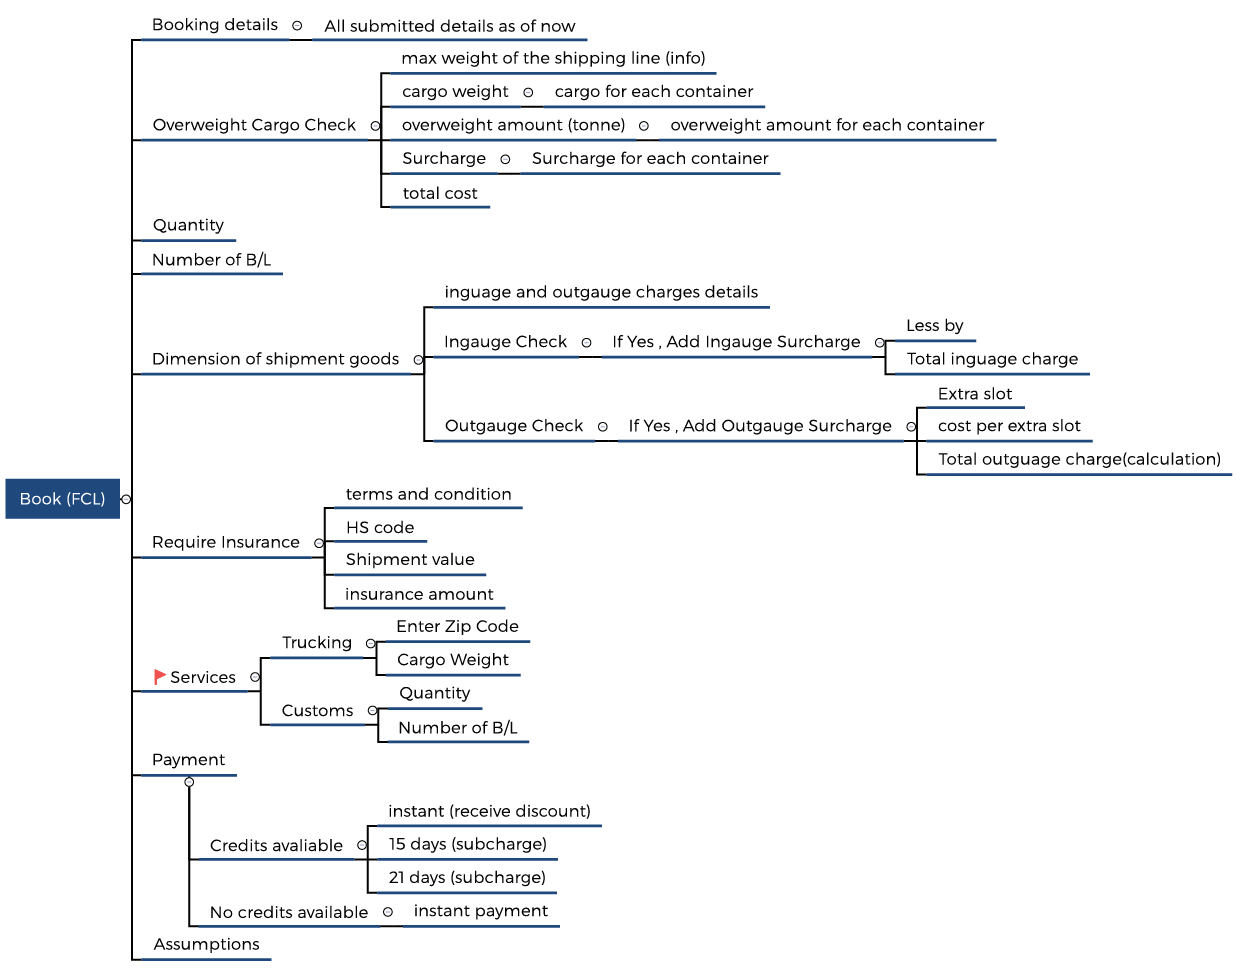 Booking details
All submitted details as of now
max weight of the shipping line (info)
cargo weight
cargo for each container
Overweight Cargo Check
overweight amount (tonne)
overweight amount for each container
Surcharge
Surcharge for each container
total cost
Quantity
Number of B/L
inguage and outgauge charges details
Less by
Ingauge Check
If Yes , Add Ingauge Surcharge
Dimension of shipment goods
Total inguage charge
Extra slot
Outgauge Check
If Yes , Add Outgauge Surcharge
cost per extra slot
Total outguage charge(calculation)
Book (FCL)
terms and condition
HS code
Require Insurance
Shipment value
insurance amount
Enter Zip Code
Trucking
Cargo Weight
Services
Quantity
Customs
Number of B/L
Payment
instant (receive discount)
Credits avaliable
15 days (subcharge)
21 days (subcharge)
No credits available
instant payment
Assumptions